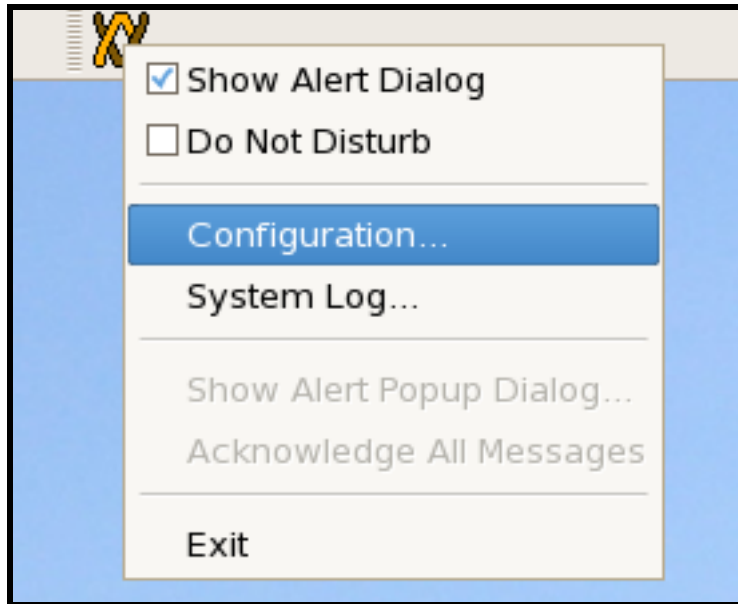 Show Alert Dialog
Do Not Disturb
Configuration...
System Log...
Show Alert Popup Dialog...
Acknowledge All Messages
Exit